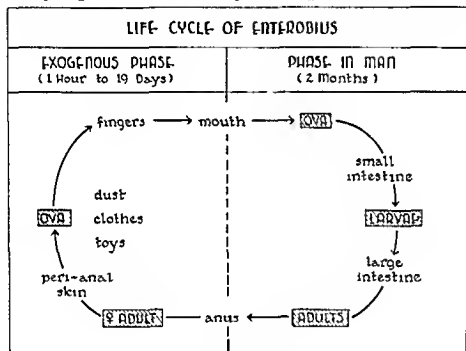 LIFE CYCLE OF ENTEROBIUS
EXOGENOUS PHASE
(1 Hour to 19 Days)
PHASE IN MAN
(2 Months)
fingers
mouth
OVA
small
intestine
LARVAE
large
intestine
ADULTS
anus
♀ ADULT
peri-anal
skin
OVA
dust
clothes
toys